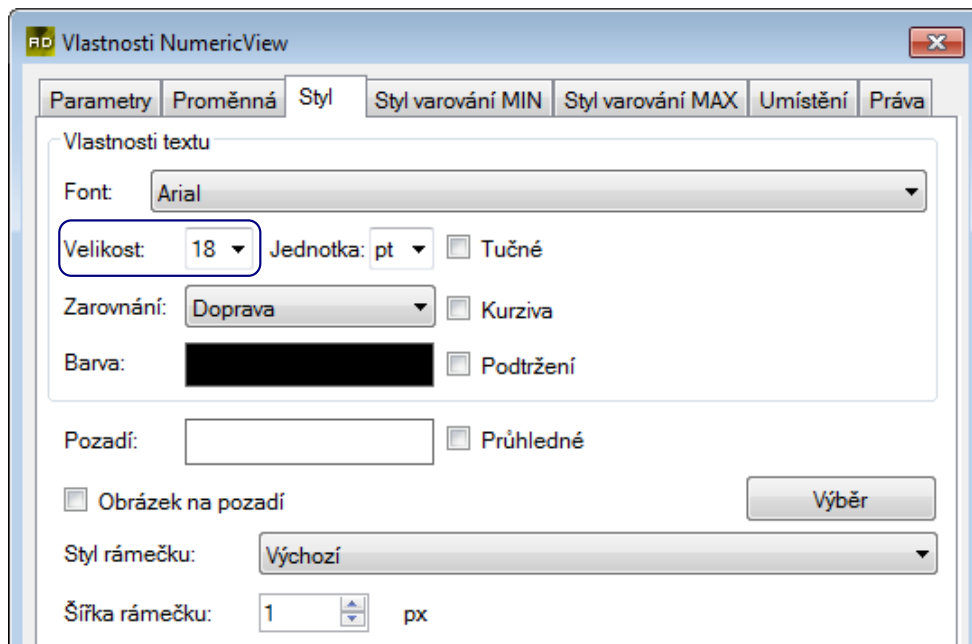 RD Vlastnosti NumericView
Parametry Proměnná Styl Styl varování MIN Styl varování MAX Umístění Práva
Vlastnosti textu
Font: Arial
Velikost: 18 Jednotka: pt Tučné
Zarovnání: Doprava Kurziva
Barva: Podtržení
Pozadí: Průhledné
Obrázek na pozadí Výběr
Styl rámečku: Výchozí
Šířka rámečku: 1 px